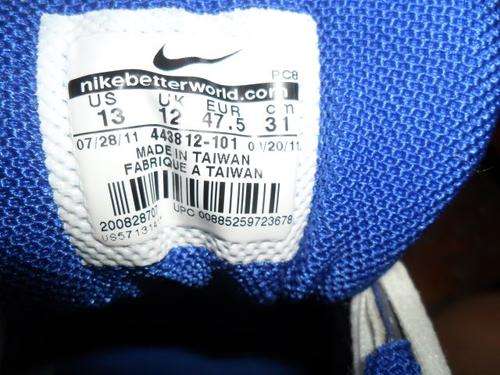 PC8
nikebetterworld.com
US UK EUR cm
13 12 47.5 31
07/28/11 443812-101
MADE IN TAIWAN
FABRIQUE A TAIWAN
UPC 00885259723678